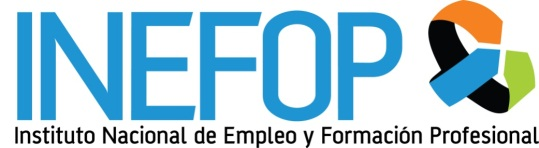 INEFOP
Instituto Nacional de Empleo y Formación Profesional